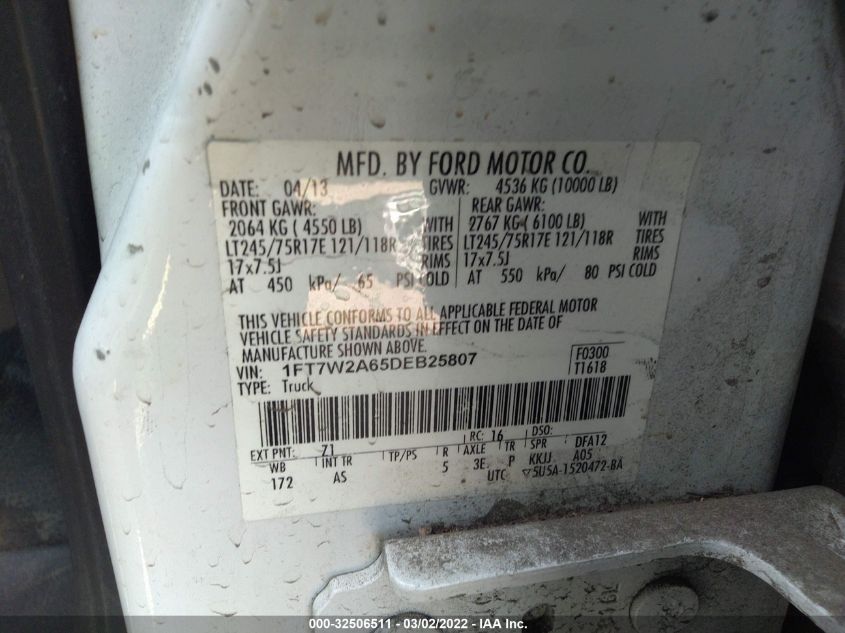 MFD. BY FORD MOTOR CO.
DATE: 04/13 GVWR: 4536 KG (10000 LB)
FRONT GAWR: REAR GAWR:
2064 KG ( 4550 LB) WITH 2767 KG ( 6100 LB) WITH
LT245/75R17E 121/118R TIRES LT245/75R17E 121/118R TIRES
17x7.5J RIMS 17x7.5J RIMS
AT 450 kPa/ 65 PSI COLD AT 550 kPa/ 80 PSI COLD
THIS VEHICLE CONFORMS TO ALL APPLICABLE FEDERAL MOTOR
VEHICLE SAFETY STANDARDS IN EFFECT ON THE DATE OF
MANUFACTURE SHOWN ABOVE.
VIN: 1FT7W2A65DEB25807 F0300
TYPE: Truck T1618
EXT PNT: Z1 RC: 16 DSO:
WB INT TR TP/PS R AXLE TR SPR DFA12
172 AS 5 3E P KKJJ A05
UTC 5U5A-1520472-BA
000-32506511 - 03/02/2022 - IAA Inc.